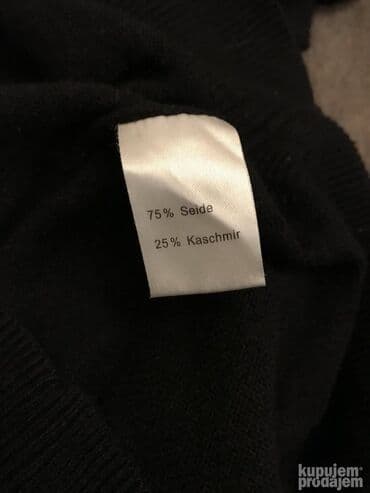 75% Seide
25% Kaschmir
kupujem
prodajem